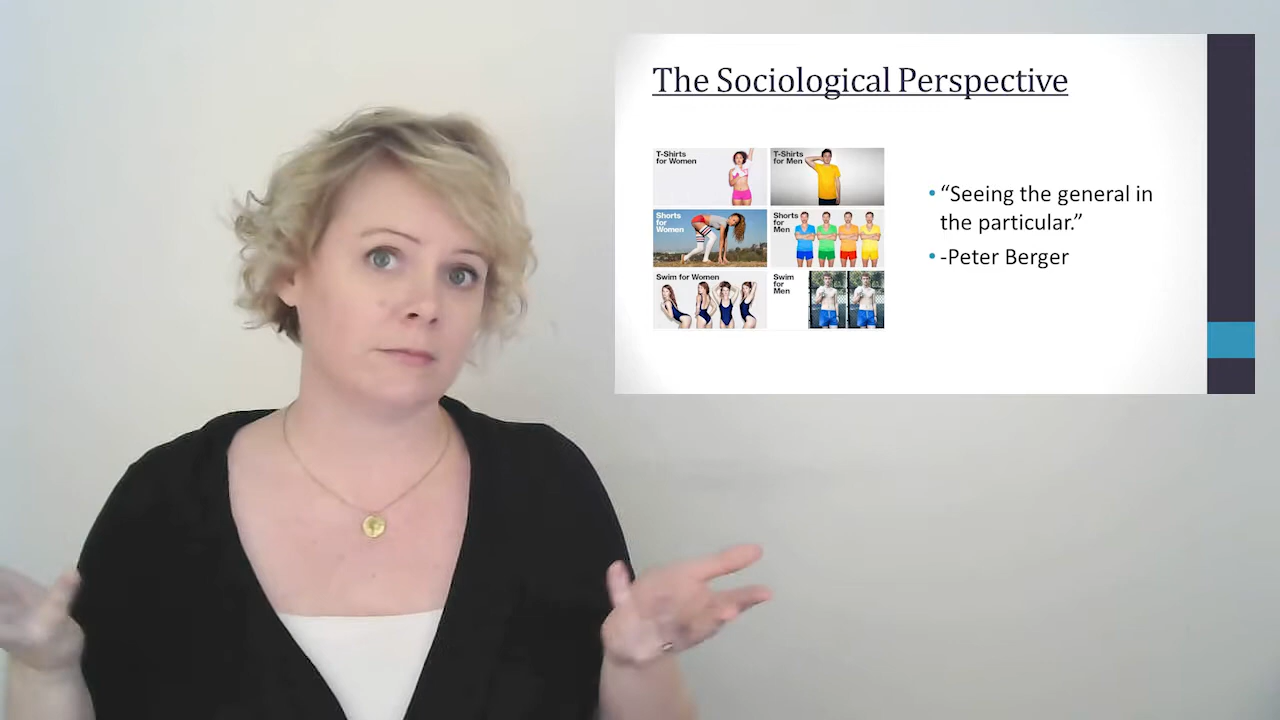 The Sociological Perspective
T-Shirts
for Women
T-Shirts
for Men
Shorts
for
Women
Shorts
for
Men
Swim for Women
Swim
for
Men
• “Seeing the general in
the particular.”
• -Peter Berger